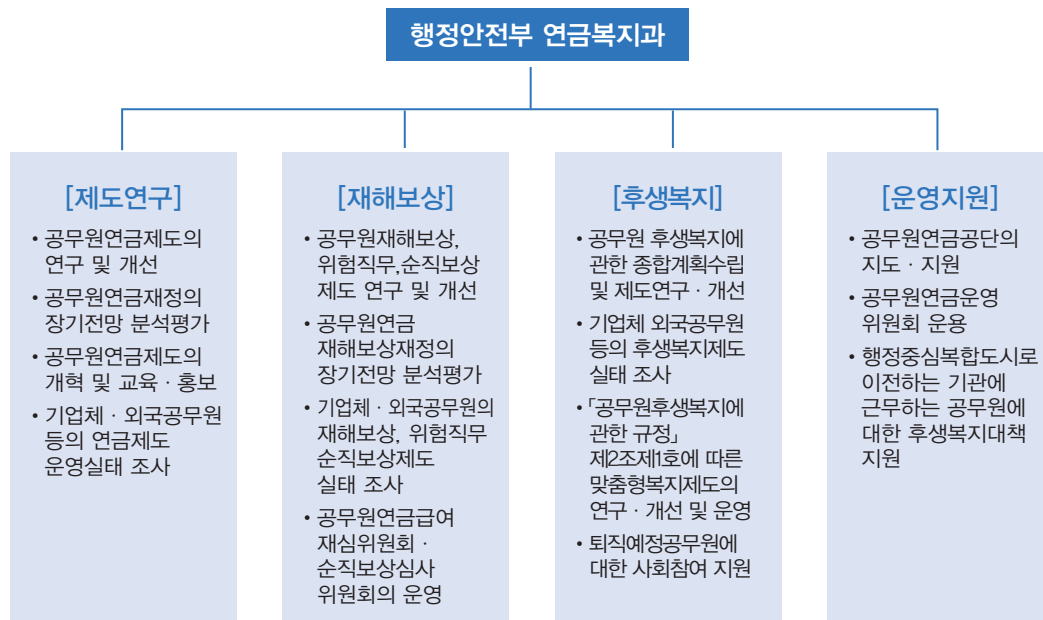 행정안전부 연금복지과
[제도연구]
• 공무원연금제도의
연구 및 개선
• 공무원연금재정의
장기전망 분석평가
• 공무원연금제도의
개혁 및 교육 · 홍보
• 기업체 · 외국공무원
등의 연금제도
운영실태 조사
[재해보상]
• 공무원재해보상,
위험직무,순직보상
제도 연구 및 개선
• 공무원연금
재해보상재정의
장기전망 분석평가
• 기업체 · 외국공무원의
재해보상, 위험직무
순직보상제도
실태 조사
• 공무원연금급여
재심위원회 ·
순직보상심사
위원회의 운영
[후생복지]
• 공무원 후생복지에
관한 종합계획수립
및 제도연구 · 개선
• 기업체 외국공무원
등의 후생복지제도
실태 조사
• 「공무원후생복지에
관한 규정」
제2조제1호에 따른
맞춤형복지제도의
연구 · 개선 및 운영
• 퇴직예정공무원에
대한 사회참여 지원
[운영지원]
• 공무원연금공단의
지도 · 지원
• 공무원연금운영
위원회 운용
• 행정중심복합도시로
이전하는 기관에
근무하는 공무원에
대한 후생복지대책
지원